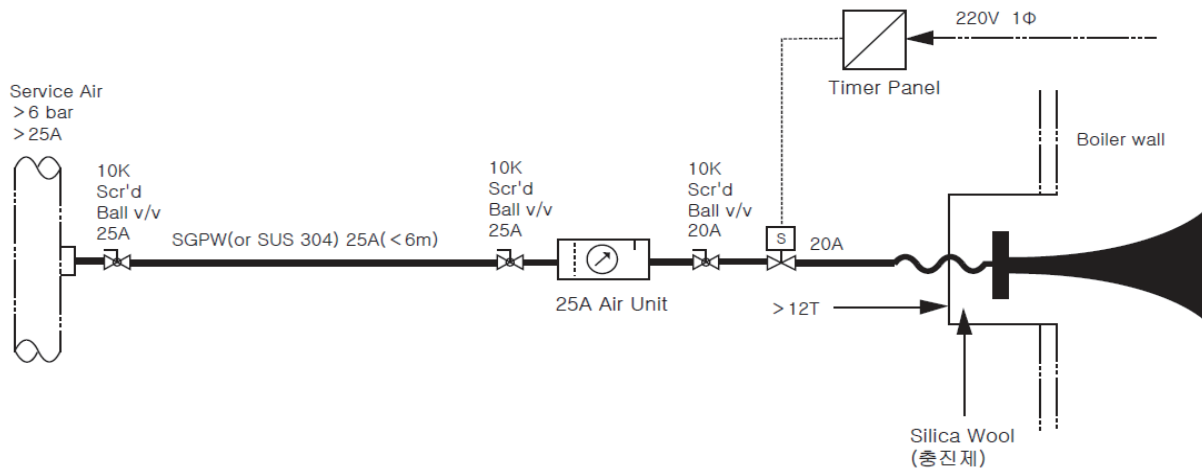 220V 1Φ
Timer Panel
Service Air
>6 bar
>25A
Boiler wall
10K
Scr'd
Ball v/v
25A
SGPW(or SUS 304) 25A(<6m)
10K
Scr'd
Ball v/v
25A
10K
Scr'd
Ball v/v
20A
S
20A
25A Air Unit
>12T
Silica Wool
(충진제)